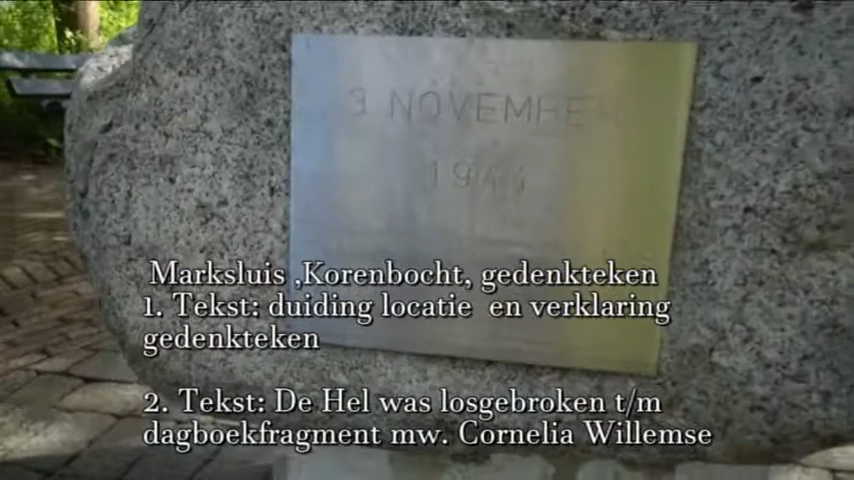 3 NOVEMBER
1944
Marksluis ,Korenbocht, gedenkteken
1. Tekst: duiding locatie en verklaring
gedenkteken
2. Tekst: De Hel was losgebroken t/m
dagboekfragment mw. Cornelia Willemse